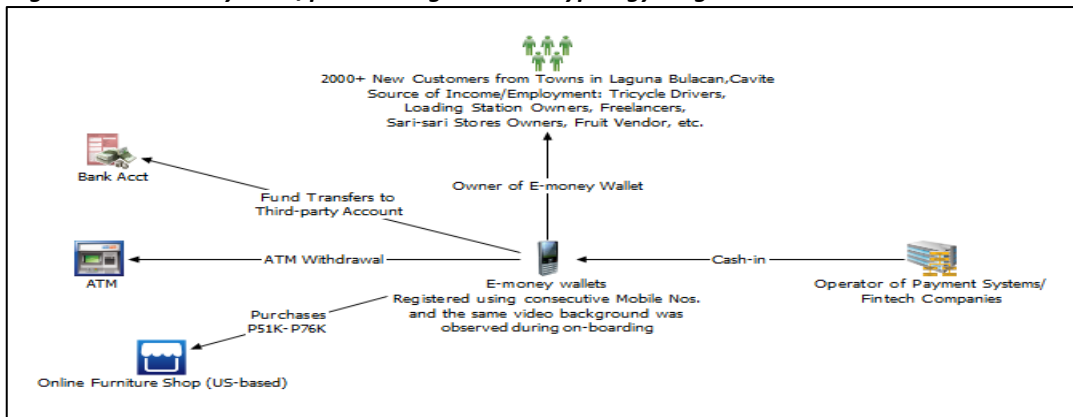 2000+ New Customers from Towns in Laguna Bulacan,Cavite
Source of Income/Employment: Tricycle Drivers,
Loading Station Owners, Freelancers,
Sari-sari Stores Owners, Fruit Vendor, etc.
Bank Acct
Owner of E-money Wallet
Fund Transfers to
Third-party Account
ATM Withdrawal
Cash-in
ATM
E-money wallets
Registered using consecutive Mobile Nos.
and the same video background was
observed during on-boarding
Operator of Payment Systems/
Fintech Companies
Purchases
P51K-P76K
Online Furniture Shop (US-based)